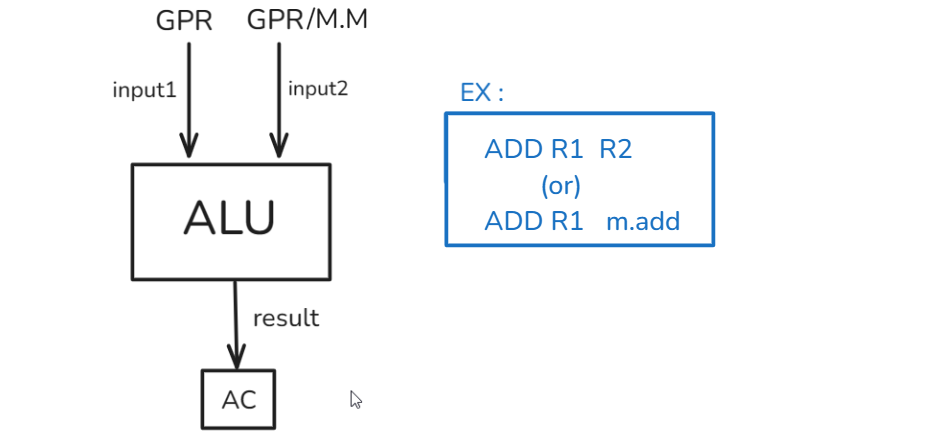 GPR GPR/M.M
input1 input2
EX :
ADD R1 R2
(or)
ADD R1 m.add
ALU
result
AC